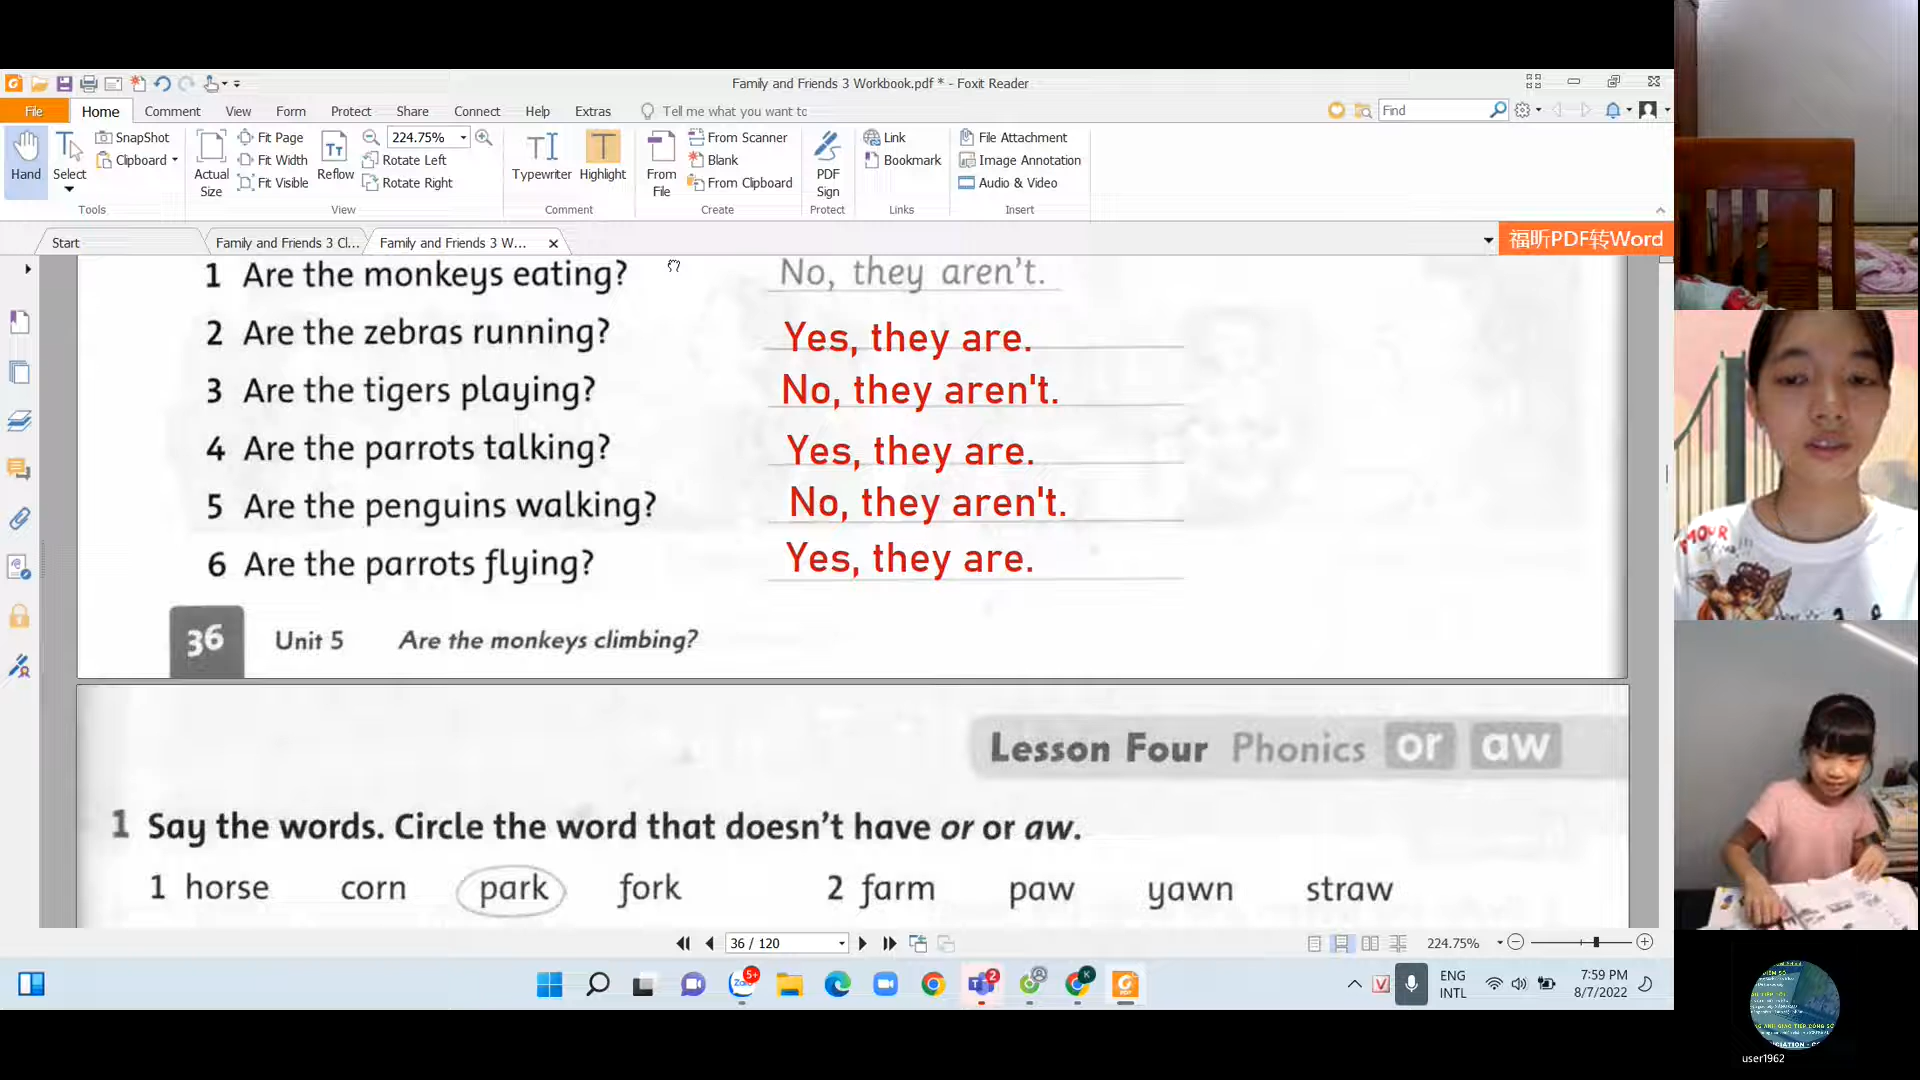 Family and Friends 3 Workbook.pdf * - Foxit Reader
File Home Comment View Form Protect Share Connect Help Extras Tell me what you want to Find
Hand Select SnapShot Clipboard Actual Size Fit Page Fit Width Fit Visible Reflow 224.75% Rotate Left Rotate Right Typewriter Highlight From File From Scanner Blank From Clipboard PDF Sign Link Bookmark File Attachment Image Annotation Audio & Video
Tools View Comment Create Protect Links Insert
Start Family and Friends 3 Cl... Family and Friends 3 W... 福昕PDF转Word
1 Are the monkeys eating? No, they aren't.
2 Are the zebras running? Yes, they are.
3 Are the tigers playing? No, they aren't.
4 Are the parrots talking? Yes, they are.
5 Are the penguins walking? No, they aren't.
6 Are the parrots flying? Yes, they are.
36 Unit 5 Are the monkeys climbing?
Lesson Four Phonics or aw
1 Say the words. Circle the word that doesn't have or or aw.
1 horse corn park fork 2 farm paw yawn straw
36 / 120 224.75%
5+ 2 K ENG INTL 7:59 PM 8/7/2022
user1962